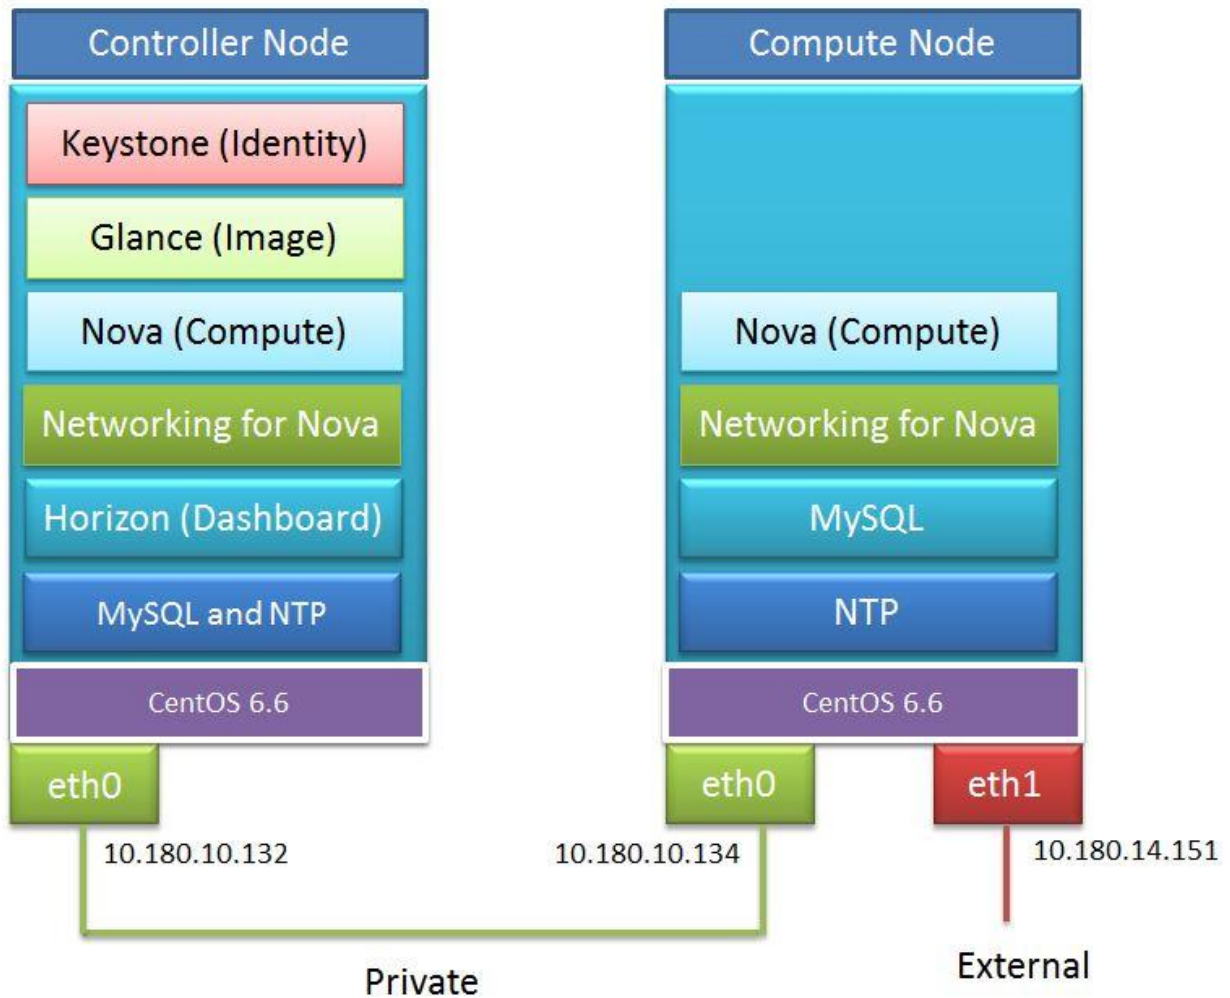 Controller Node
Keystone (Identity)
Glance (Image)
Nova (Compute)
Networking for Nova
Horizon (Dashboard)
MySQL and NTP
CentOS 6.6
eth0
10.180.10.132
Compute Node
Nova (Compute)
Networking for Nova
MySQL
NTP
CentOS 6.6
eth0
eth1
10.180.10.134
10.180.14.151
Private
External